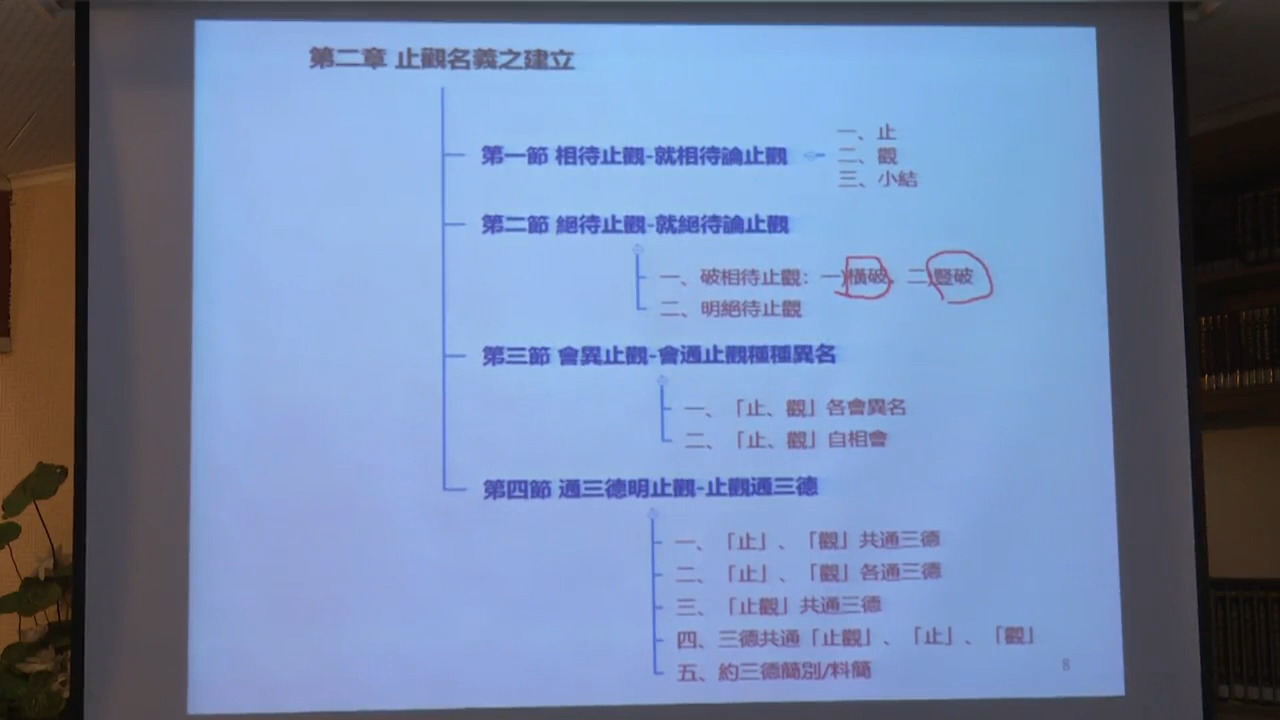 第二章 止觀名義之建立
第一節 相待止觀-就相待論止觀
一、止
二、觀
三、小結
第二節 絕待止觀-就絕待論止觀
一、破相待止觀：一)橫破、二)豎破
二、明絕待止觀
第三節 會異止觀-會通止觀種種異名
一、「止、觀」各會異名
二、「止、觀」自相會
第四節 通三德明止觀-止觀通三德
一、「止」、「觀」共通三德
二、「止」、「觀」各通三德
三、「止觀」共通三德
四、三德共通「止觀」、「止」、「觀」
五、約三德簡別/料簡
8